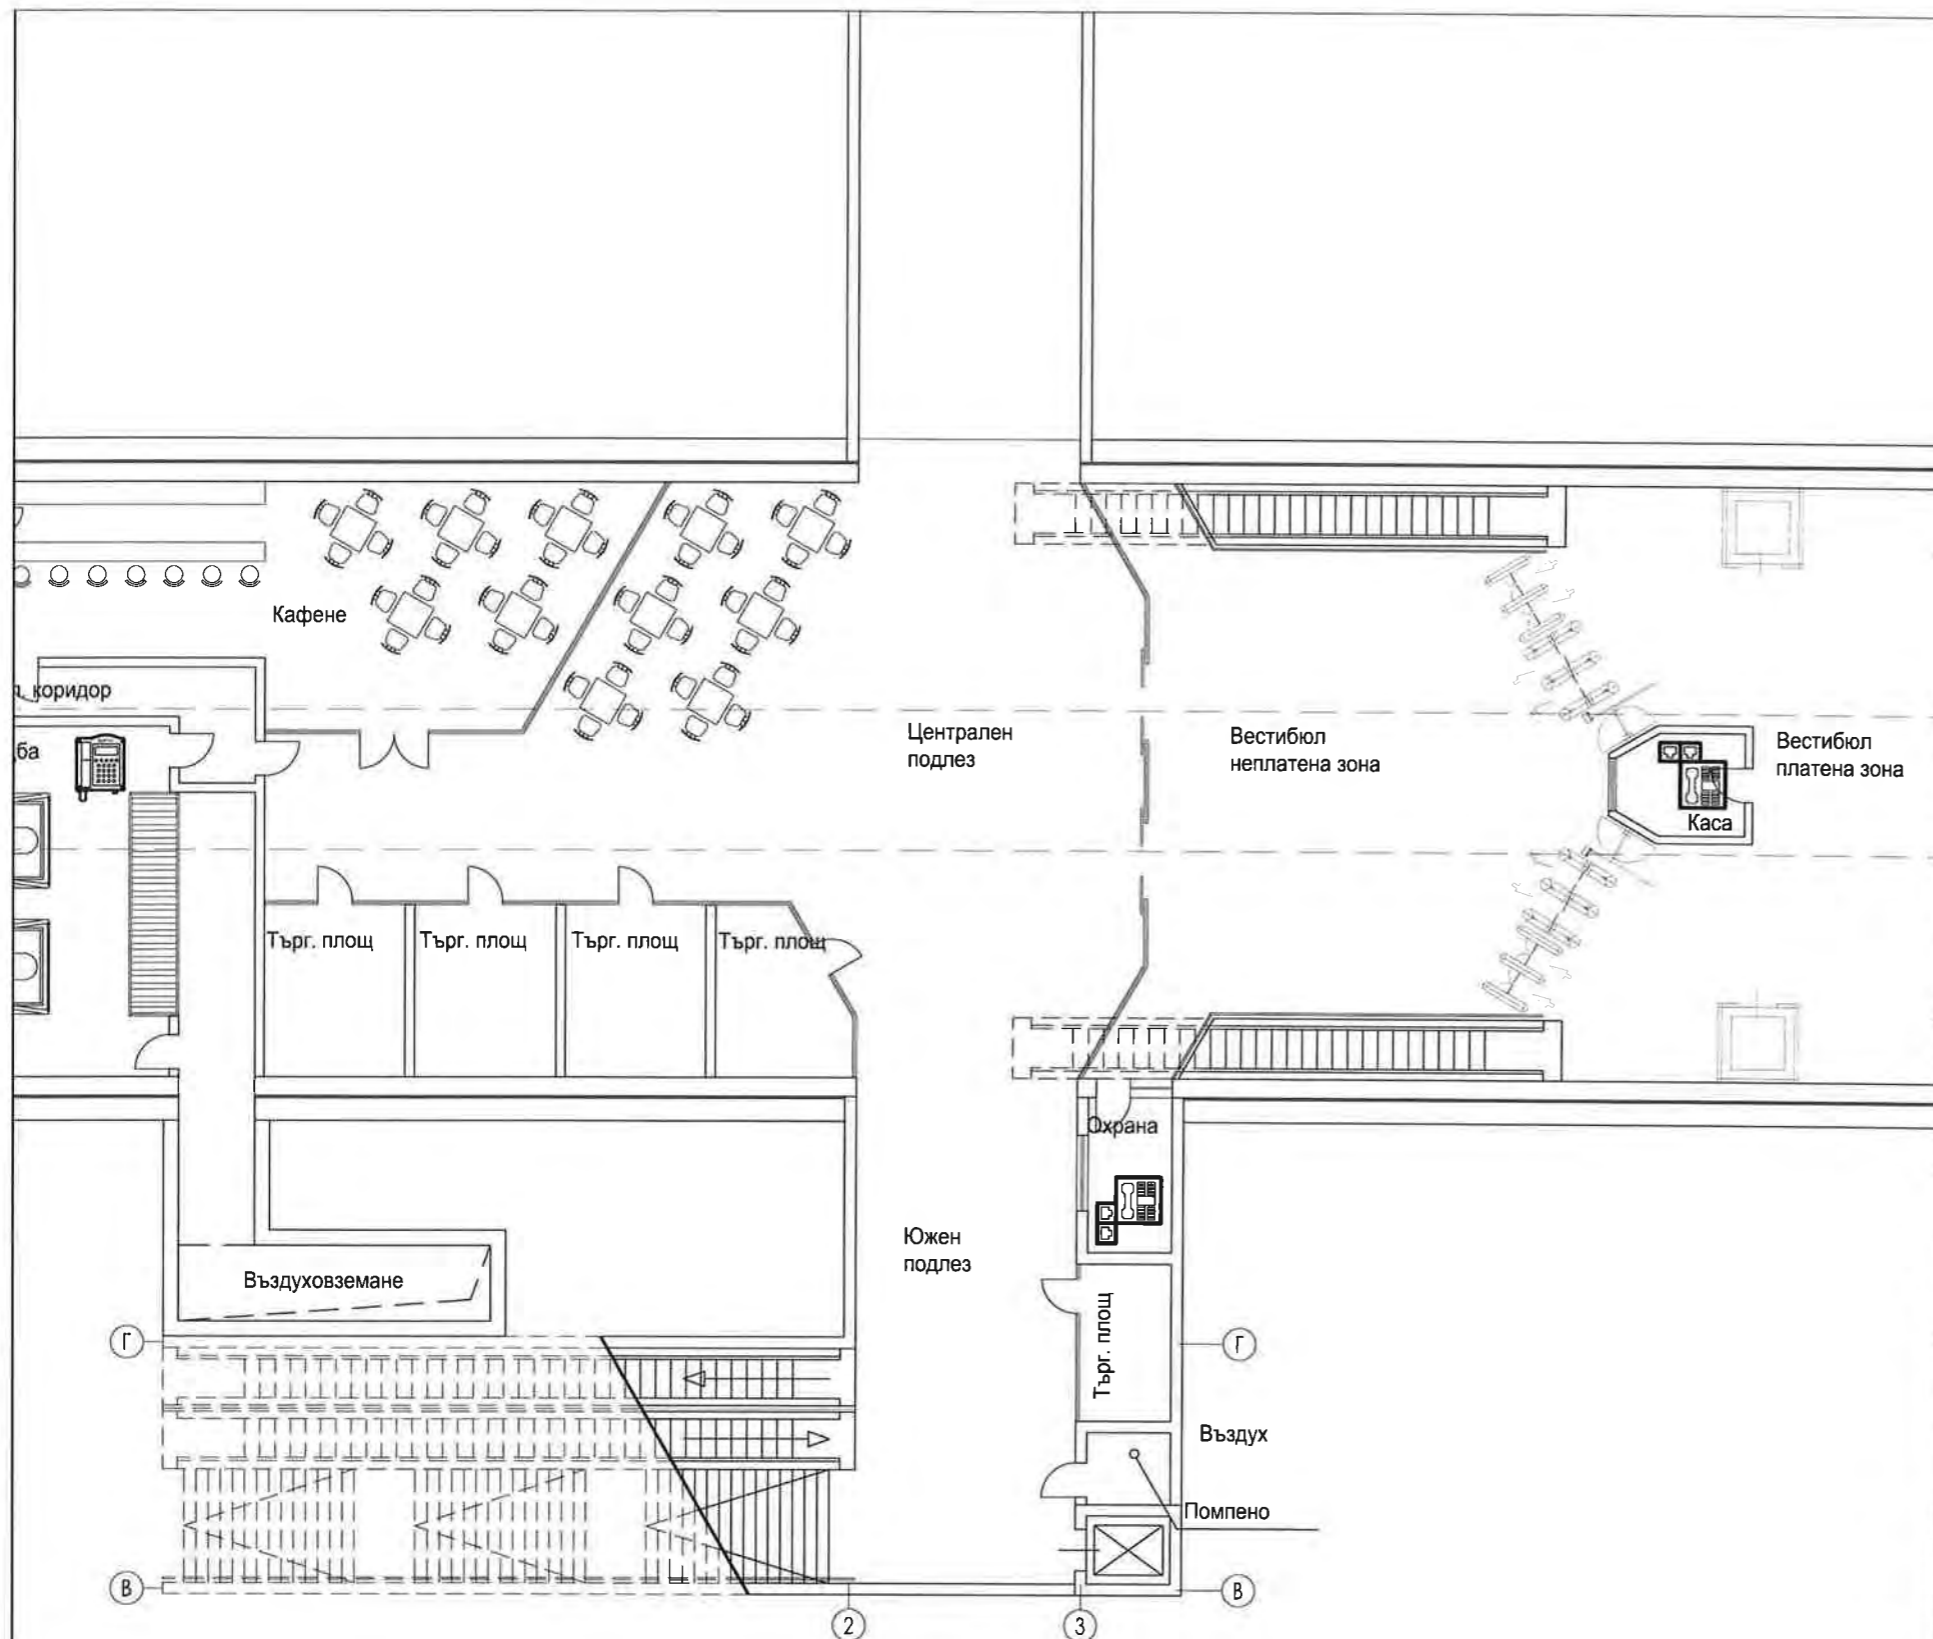 Кафене
коридор
Централен
подлез
Вестибюл
неплатена зона
Вестибюл
платена зона
Каса
Търг. площ
Търг. площ
Търг. площ
Търг. площ
Охрана
Южен
подлез
Въздуховземане
Търг. площ
Г
Г
Въздух
Помпено
В
В
2
3